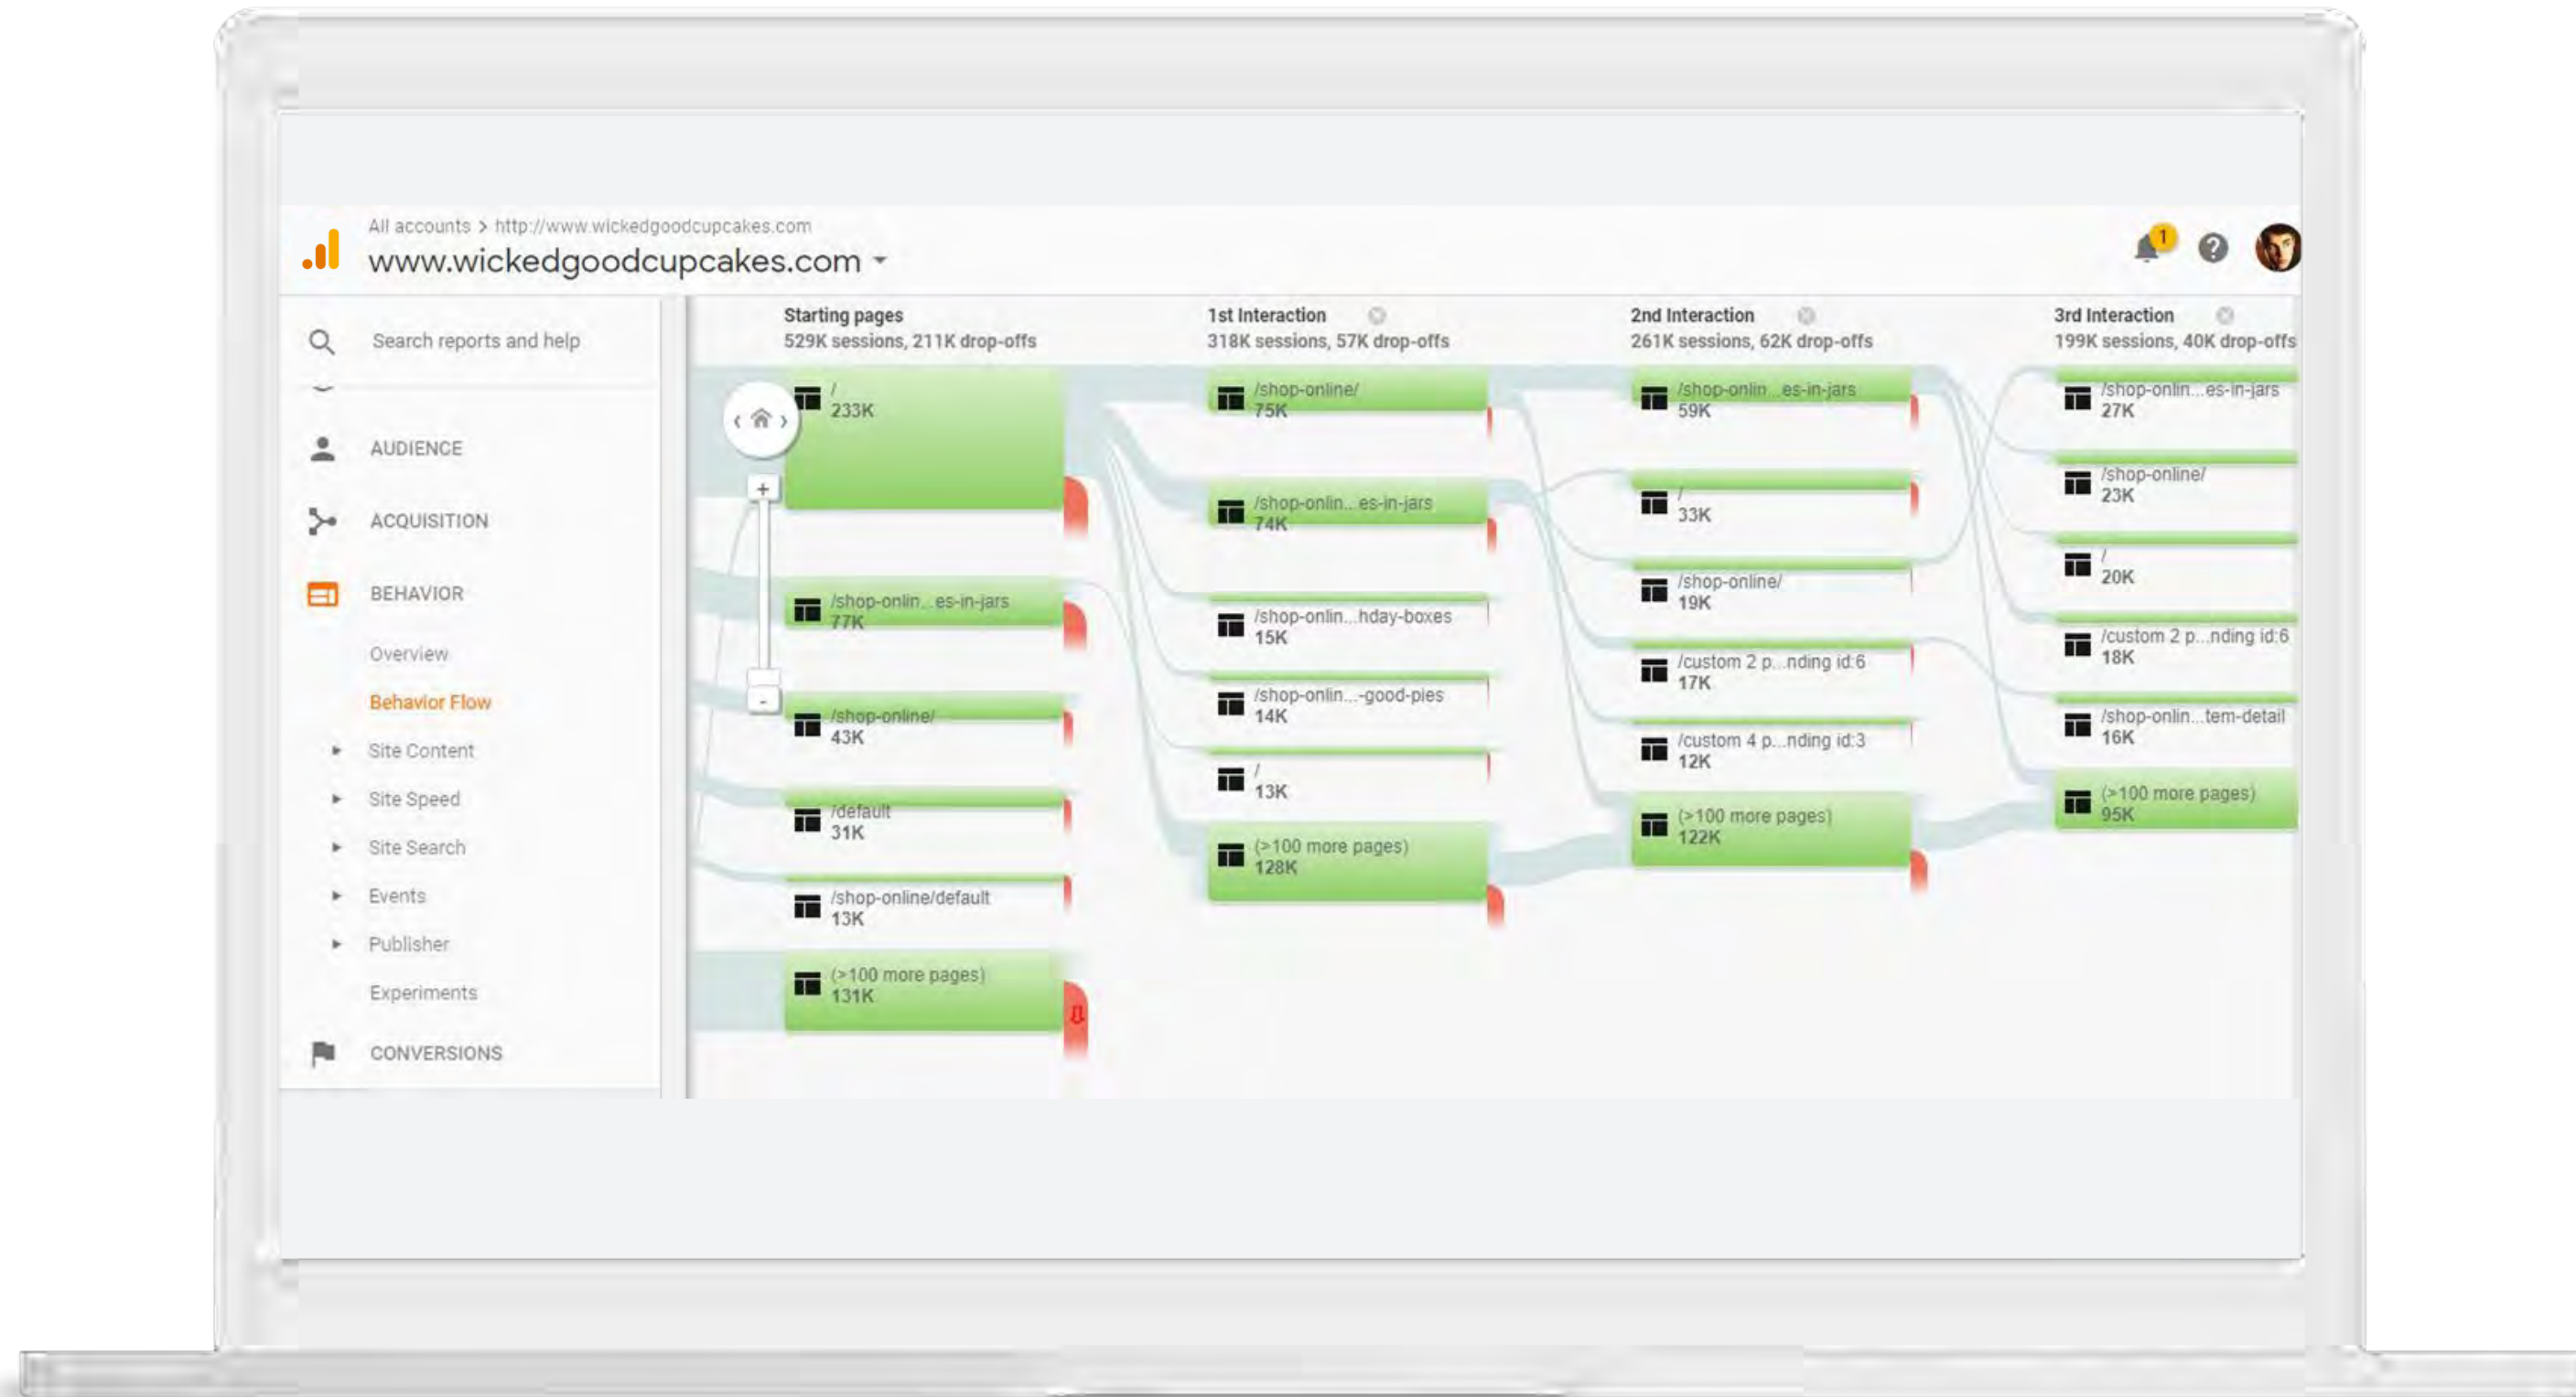 All accounts > http://www.wickedgoodcupcakes.com
www.wickedgoodcupcakes.com
1
Search reports and help
AUDIENCE
ACQUISITION
BEHAVIOR
Overview
Behavior Flow
Site Content
Site Speed
Site Search
Events
Publisher
Experiments
CONVERSIONS
Starting pages
529K sessions, 211K drop-offs
/
233K
/shop-onlin...es-in-jars
77K
/shop-online/
43K
/default
31K
/shop-online/default
13K
(>100 more pages)
131K
+
-
1st Interaction
318K sessions, 57K drop-offs
/shop-online/
75K
/shop-onlin...es-in-jars
74K
/shop-onlin...hday-boxes
15K
/shop-onlin...-good-pies
14K
/
13K
(>100 more pages)
128K
2nd Interaction
261K sessions, 62K drop-offs
/shop-onlin...es-in-jars
59K
/
33K
/shop-online/
19K
/custom 2 p...nding id:6
17K
/custom 4 p...nding id:3
12K
(>100 more pages)
122K
3rd Interaction
199K sessions, 40K drop-offs
/shop-onlin...es-in-jars
27K
/shop-online/
23K
/
20K
/custom 2 p...nding id:6
18K
/shop-onlin...tem-detail
16K
(>100 more pages)
95K